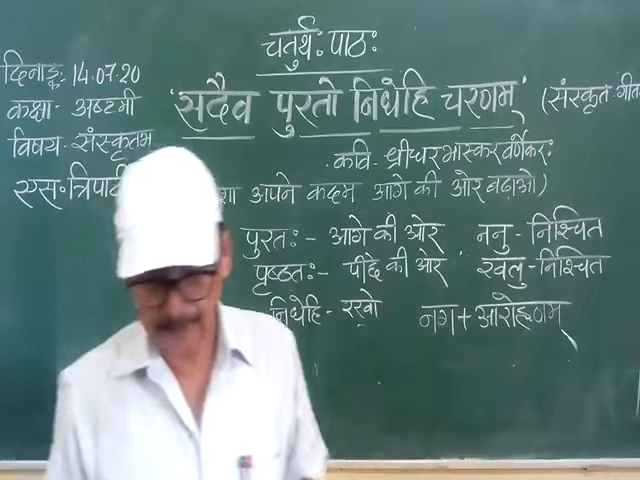 चतुर्थ: पाठ:
दिनाङ्क:- 14.07.20
कक्षा- अष्टमी
'सदैव पुरतो निधेहि चरणम्' (संस्कृत-गीत
विषय- संस्कृतम
कवि- श्रीधरभास्करवर्णेकर:
एस. त्रिपाठी
अपने कदम आगे की ओर बढ़ाओ)
पुरत:- आगे की ओर ननु- निश्चित
पृष्ठत:- पीछे की ओर खलु-निश्चित
निधेहि- रखो नग+आरोहणम्